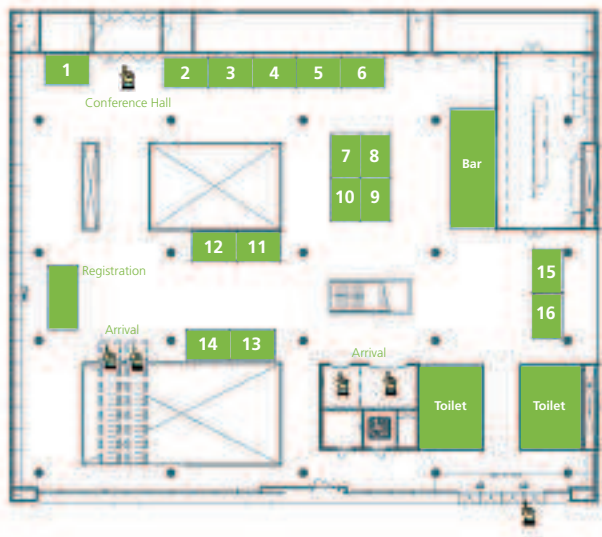 1
2 3 4 5 6
Conference Hall
7 8
10 9
Bar
12 11
Registration
15
16
Arrival
14 13
Arrival
Toilet
Toilet